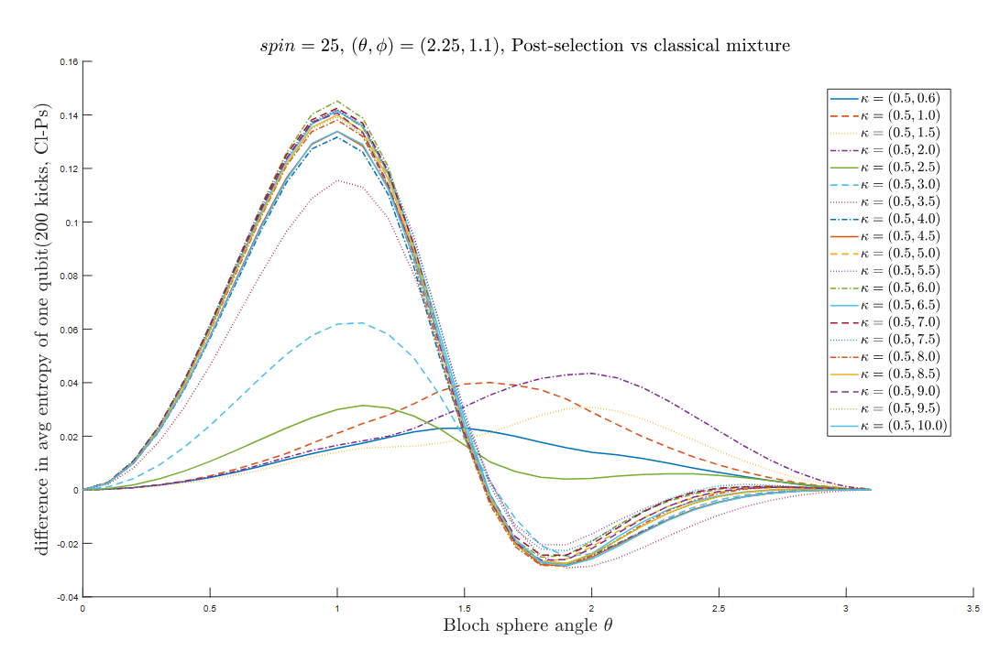 spin = 25, (θ, ϕ) = (2.25, 1.1), Post-selection vs classical mixture
difference in avg entropy of one qubit(200 kicks, Cl-Ps)
0.16
0.14
0.12
0.1
0.08
0.06
0.04
0.02
0
-0.02
-0.04
κ = (0.5, 0.6)
κ = (0.5, 1.0)
κ = (0.5, 1.5)
κ = (0.5, 2.0)
κ = (0.5, 2.5)
κ = (0.5, 3.0)
κ = (0.5, 3.5)
κ = (0.5, 4.0)
κ = (0.5, 4.5)
κ = (0.5, 5.0)
κ = (0.5, 5.5)
κ = (0.5, 6.0)
κ = (0.5, 6.5)
κ = (0.5, 7.0)
κ = (0.5, 7.5)
κ = (0.5, 8.0)
κ = (0.5, 8.5)
κ = (0.5, 9.0)
κ = (0.5, 9.5)
κ = (0.5, 10.0)
0 0.5 1 1.5 2 2.5 3 3.5
Bloch sphere angle θ